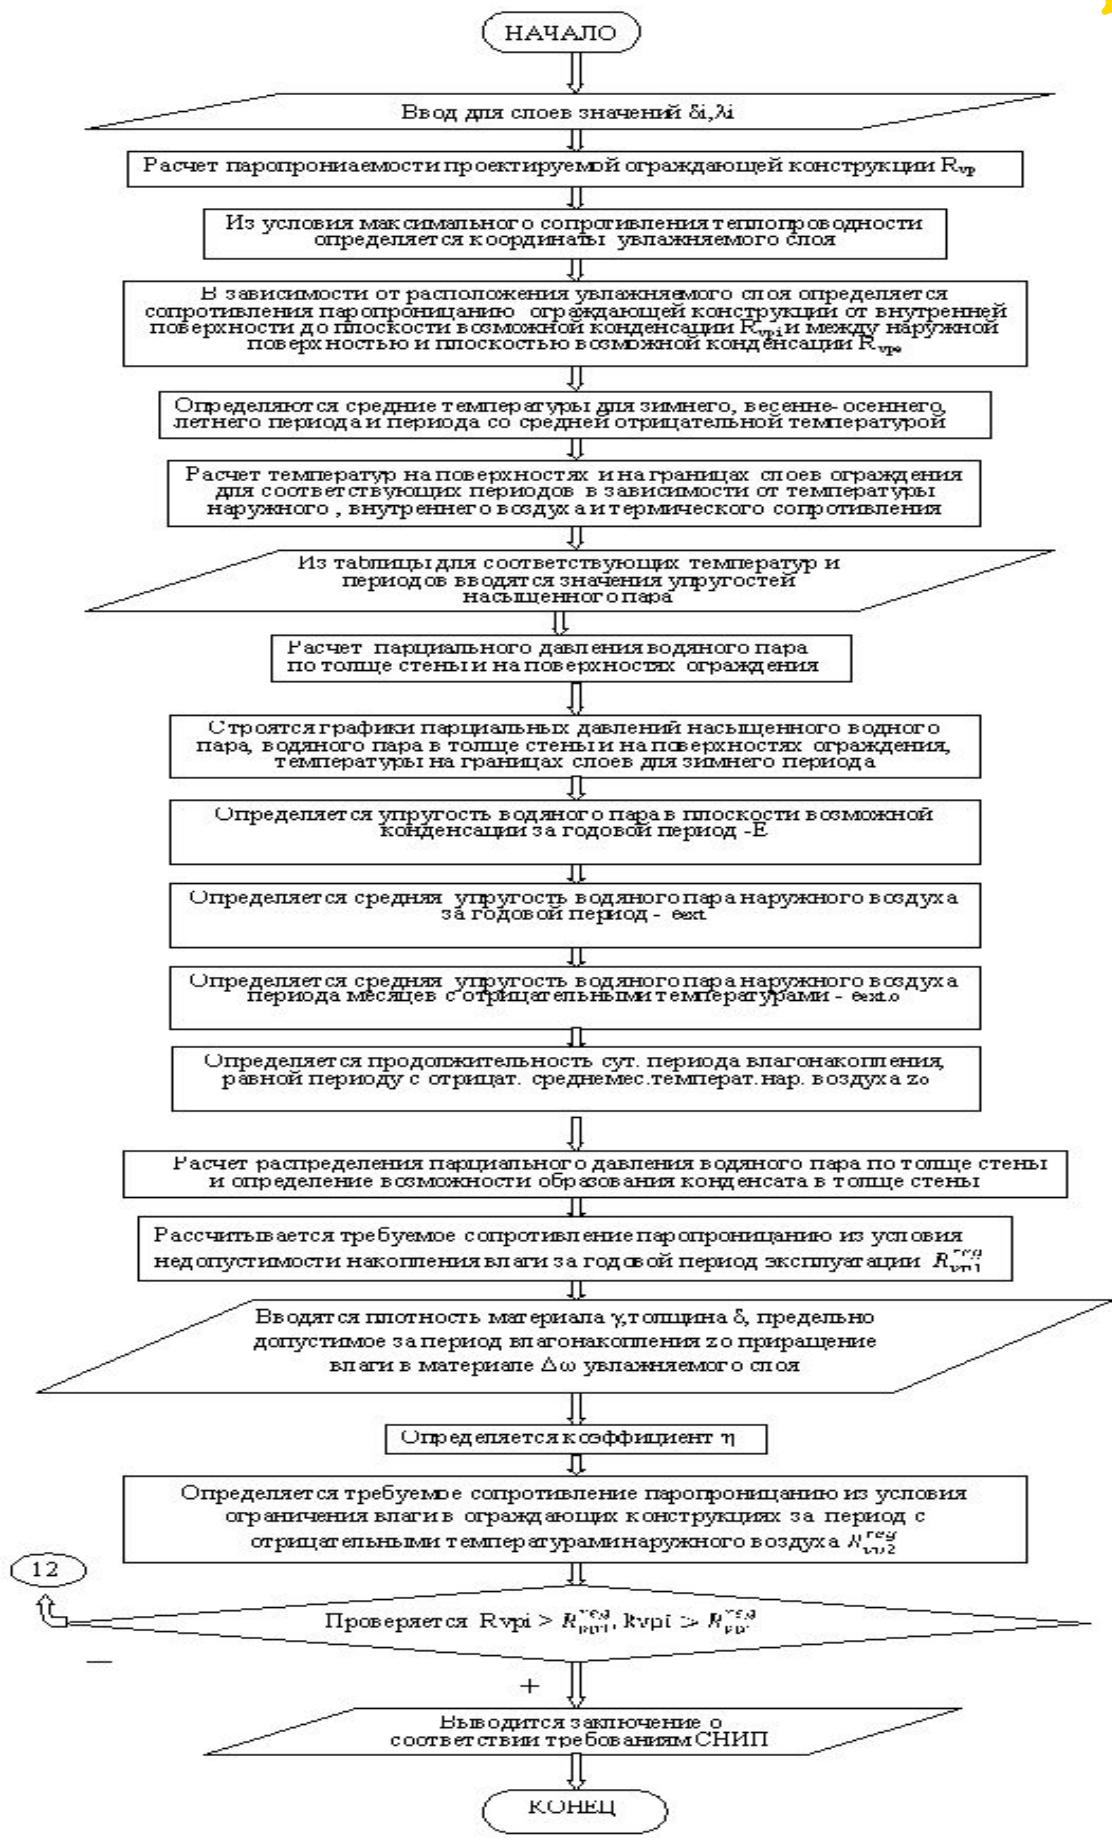 НАЧАЛО
Ввод для слоев значений δi,λi
Расчет паропрониаемости проектируемой ограждающей конструкции Rvp
Из условия максимального сопротивления теплопроводности
определяется координаты увлажняемого слоя
В зависимости от расположения увлажняемого слоя определяется
сопротивления паропроницанию ограждающей конструкций от внутренней
поверхности до плоскости возможной конденсации Rvpi и между наружной
поверхностью и плоскостью возможной конденсации Rvpe
Определяются средние температуры для зимнего, весенне- осеннего,
летнего периода и периода со средней отрицательной температурой
Расчет температур на поверхностях и на границах слоев ограждения
для соответствующих периодов в зависимости от температуры
наружного , внутреннего воздуха и термического сопротивления
Из таблицы для соответствующих температур и
периодов вводятся значения упругостей
насыщенного пара
Расчет парциального давления водяного пара
по толще стены и на поверхностях ограждения
Строятся графики парциальных давлений насыщенного водного
пара, водяного пара в толще стены и на поверхностях ограждения,
температуры на границах слоев для зимнего периода
Определяется упругость водяного пара в плоскости возможной
конденсации за годовой период -Е
Определяется средняя упругость водяного пара наружного воздуха
за годовой период - eext
Определяется средняя упругость водяного пара наружного воздуха
периода месяцев с отрицательными температурами - eext.o
Определяется продолжительность сут. периода влагонакопления,
равной периоду с отрицат. среднемес.температ.нар. воздуха zo
Расчет распределения парциального давления водяного пара по толще стены
и определение возможности образования конденсата в толще стены
Рассчитывается требуемое сопротивление паропроницанию из условия
недопустимости накопления влаги за годовой период эксплуатации R_vp1^req
Вводятся плотность материала γ,толщина δ, предельно
допустимое за период влагонакопления zo приращение
влаги в материале Δω увлажняемого слоя
Определяется коэффициент η
Определяется требуемое сопротивление паропроницанию из условия
ограничения влаги в ограждающих конструкциях за период с
отрицательными температурами наружного воздуха R_vp2^req
12
Проверяется Rvpi > R_vp1^req, Rvpi > R_vp^req
—
+
Выводится заключение о
соответствии требованиям СНИП
КОНЕЦ